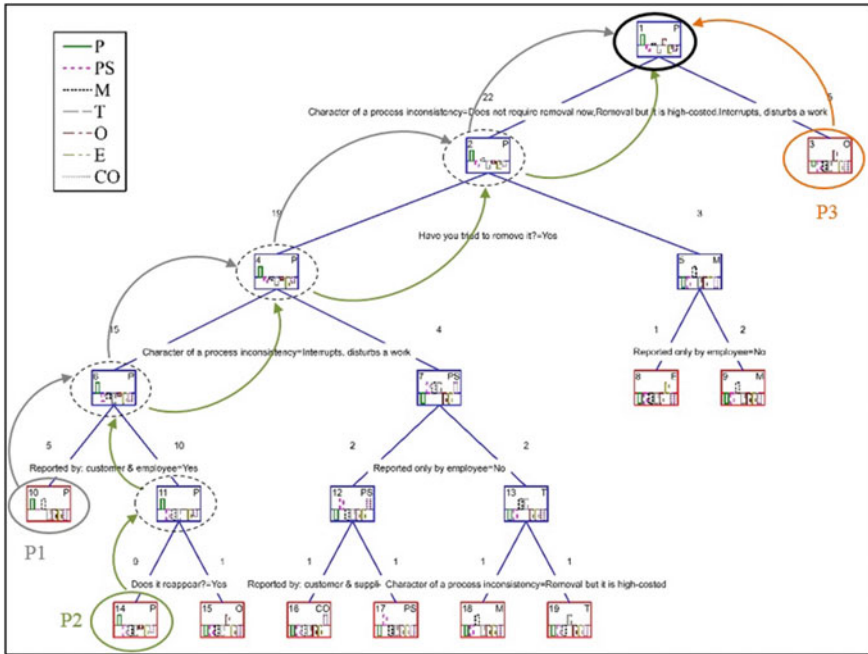 P
PS
M
T
O
E
CO
1 P
22
5
Character of a process inconsistency=Does not require removal now,Removal but it is high-costed,Interrupts, disturbs a work
2 P
3 O
P3
19
3
Have you tried to remove it?=Yes
4 P
5 M
15
4
1
2
Character of a process inconsistency=Interrupts, disturbs a work
Reported only by employee=No
6 P
7 PS
8 E
9 M
5
10
2
2
Reported by: customer & employee=Yes
Reported only by employee=No
10 P
11 P
12 PS
13 T
P1
9
1
1
1
1
1
Does it reappear?=Yes
Reported by: customer & suppli-
Character of a process inconsistency=Removal but it is high-costed
P2
14 P
15 O
16 CO
17 PS
18 M
19 T